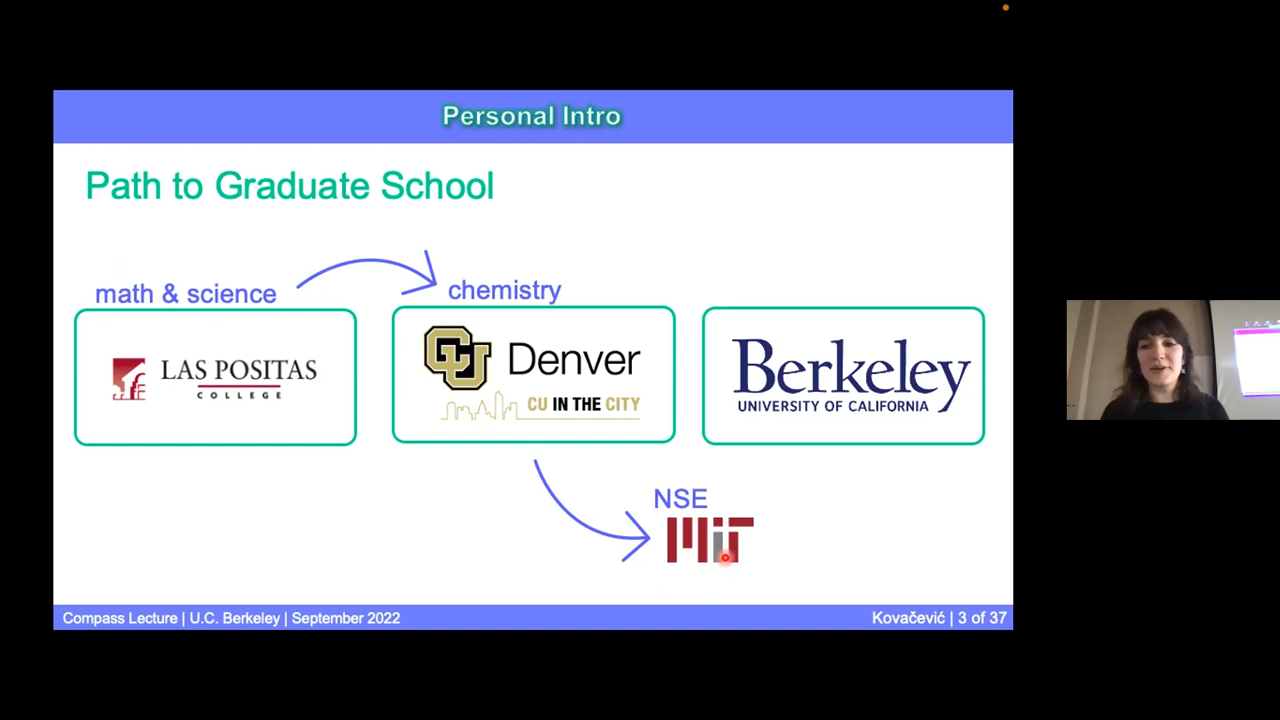 Personal Intro
Path to Graduate School
math & science
chemistry
LAS POSITAS
COLLEGE
CU Denver
CU IN THE CITY
Berkeley
UNIVERSITY OF CALIFORNIA
NSE
MIT
Compass Lecture | U.C. Berkeley | September 2022
Kovačević | 3 of 37